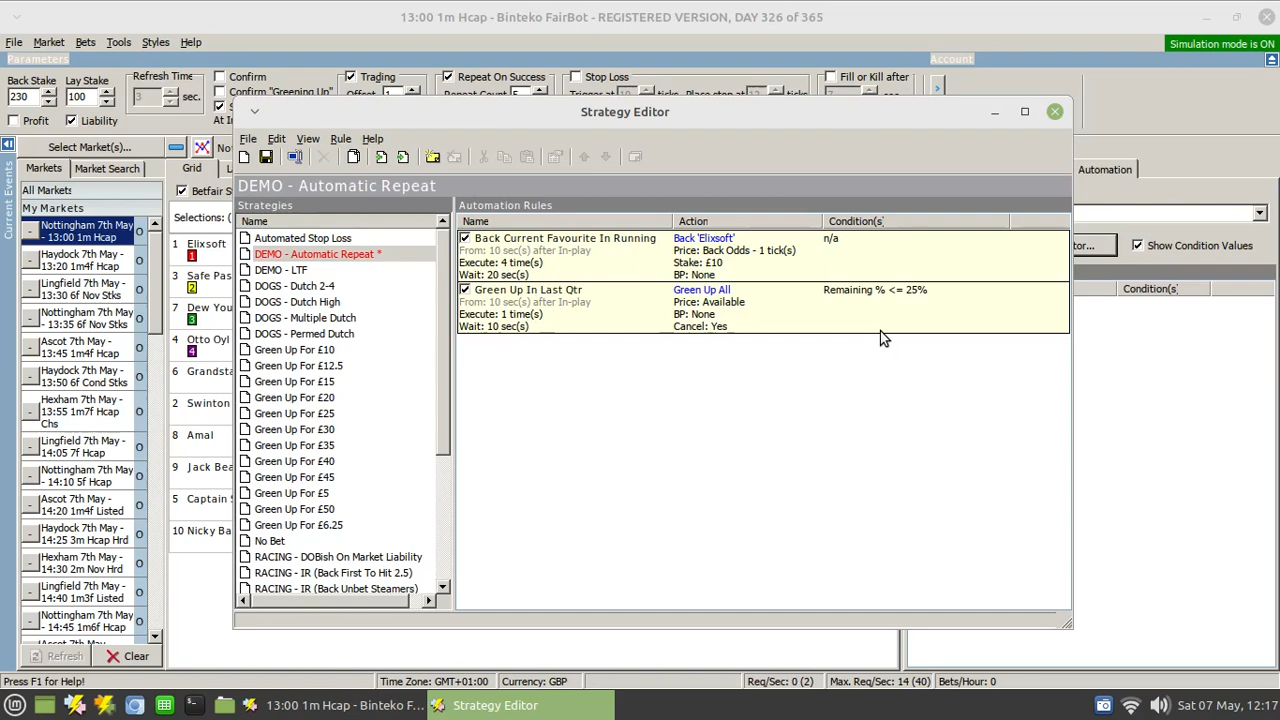 13:00 1m Hcap - Binteko FairBot - REGISTERED VERSION, DAY 326 of 365
File Market Bets Tools Styles Help
Simulation mode is ON
Parameters
Account
Back Stake Lay Stake Refresh Time Confirm Trading Repeat On Success Stop Loss Fill or Kill after
Confirm "Greening Up"
230 100 3 sec.
Profit Liability
Select Market(s)...
Current Events
Markets Market Search
Grid
Automation
All Markets
Betfair
My Markets
Selections: (
Show Condition Values
Condition(s)
Nottingham 7th May - 13:00 1m Hcap O
Haydock 7th May - 13:20 1m4f Hcap O
Lingfield 7th May - 13:30 6f Nov Stks O
Nottingham 7th May - 13:35 6f Nov Stks O
Ascot 7th May - 13:45 1m4f Hcap O
Haydock 7th May - 13:50 6f Cond Stks O
Hexham 7th May - 13:55 1m7f Hcap Chs O
Lingfield 7th May - 14:05 7f Hcap O
Nottingham 7th May - 14:10 5f Hcap O
Ascot 7th May - 14:20 1m4f Listed O
Haydock 7th May - 14:25 3m Hcap Hrd O
Hexham 7th May - 14:30 2m Nov Hrd O
Lingfield 7th May - 14:40 1m3f Listed O
Nottingham 7th May - 14:45 1m6f Hcap O
Refresh Clear
1 Elixsoft
1
3 Safe Pas
2
7 Dew You
3
4 Otto Oyl
4
6 Grandsta
2 Swinton
8 Amal
9 Jack Bea
5 Captain S
10 Nicky Ba
Strategy Editor
File Edit View Rule Help
DEMO - Automatic Repeat
Strategies
Name
Automated Stop Loss
DEMO - Automatic Repeat *
DEMO - LTF
DOGS - Dutch 2-4
DOGS - Dutch High
DOGS - Multiple Dutch
DOGS - Permed Dutch
Green Up For £10
Green Up For £12.5
Green Up For £15
Green Up For £20
Green Up For £25
Green Up For £30
Green Up For £35
Green Up For £40
Green Up For £45
Green Up For £5
Green Up For £50
Green Up For £6.25
No Bet
RACING - DOBish On Market Liability
RACING - IR (Back First To Hit 2.5)
RACING - IR (Back Unbet Steamers)
Automation Rules
Name Action Condition(s)
Back Current Favourite In Running Back 'Elixsoft' n/a
From: 10 sec(s) after In-play Price: Back Odds - 1 tick(s)
Execute: 4 time(s) Stake: £10
Wait: 20 sec(s) BP: None
Green Up In Last Qtr Green Up All Remaining % <= 25%
From: 10 sec(s) after In-play Price: Available
Execute: 1 time(s) BP: None
Wait: 10 sec(s) Cancel: Yes
Press F1 for Help! Time Zone: GMT+01:00 Currency: GBP Req/Sec: 0 (2) Max. Req/Sec: 14 (40) Bets/Hour: 0
13:00 1m Hcap - Binteko F... Strategy Editor Sat 07 May, 12:17